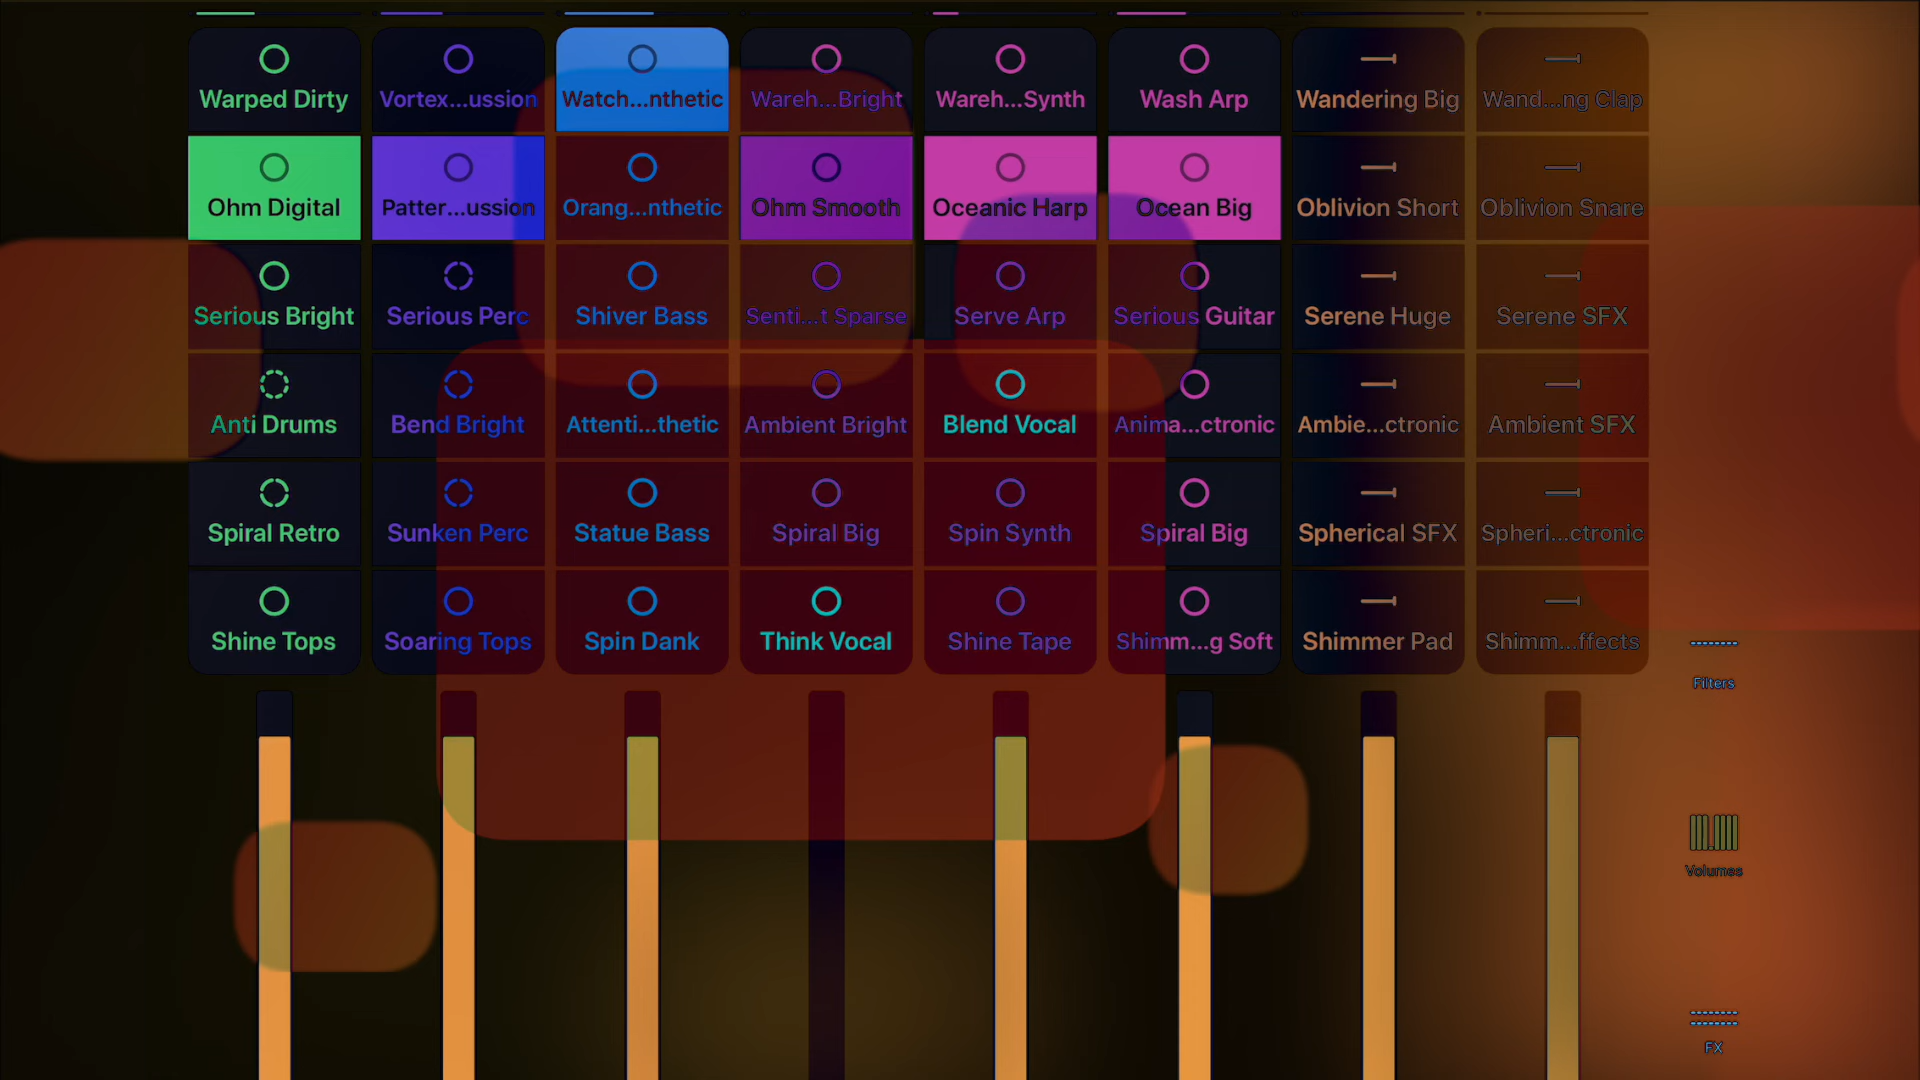 Warped Dirty
Vortex...ussion
Watch...nthetic
Wareh...Bright
Wareh...Synth
Wash Arp
Wandering Big
Wand...ng Clap
Ohm Digital
Patter...ussion
Orang...nthetic
Ohm Smooth
Oceanic Harp
Ocean Big
Oblivion Short
Oblivion Snare
Serious Bright
Serious Perc
Shiver Bass
Senti...t Sparse
Serve Arp
Serious Guitar
Serene Huge
Serene SFX
Anti Drums
Bend Bright
Attenti...thetic
Ambient Bright
Blend Vocal
Anima...ctronic
Ambie...ctronic
Ambient SFX
Spiral Retro
Sunken Perc
Statue Bass
Spiral Big
Spin Synth
Spiral Big
Spherical SFX
Spheri...ctronic
Shine Tops
Soaring Tops
Spin Dank
Think Vocal
Shine Tape
Shimm...g Soft
Shimmer Pad
Shimm...ffects
Filters
Volumes
FX